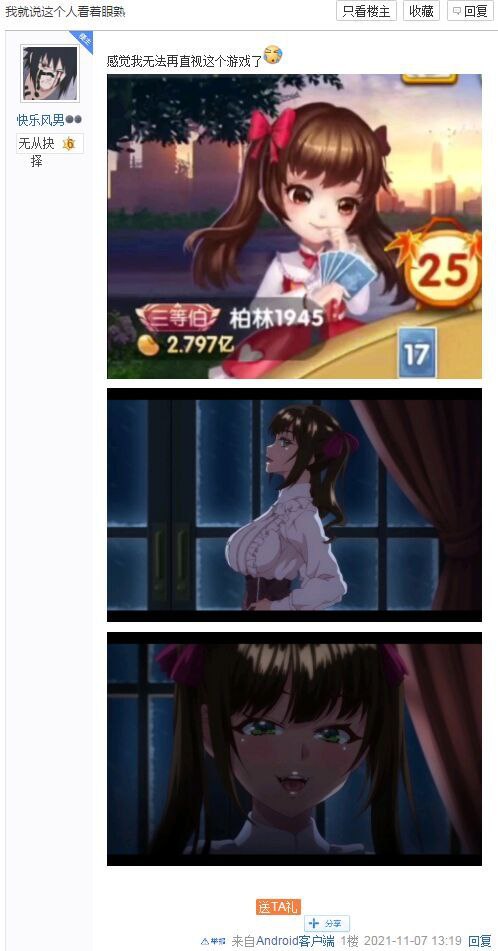 我就说这个人看着眼熟
只看楼主
收藏
回复
楼主
快乐风男
无从抉择
6
感觉我无法再直视这个游戏了
25
三等伯
柏林1945
2.797亿
17
送TA礼
分享
举报
来自Android客户端
1楼
2021-11-07 13:19
回复